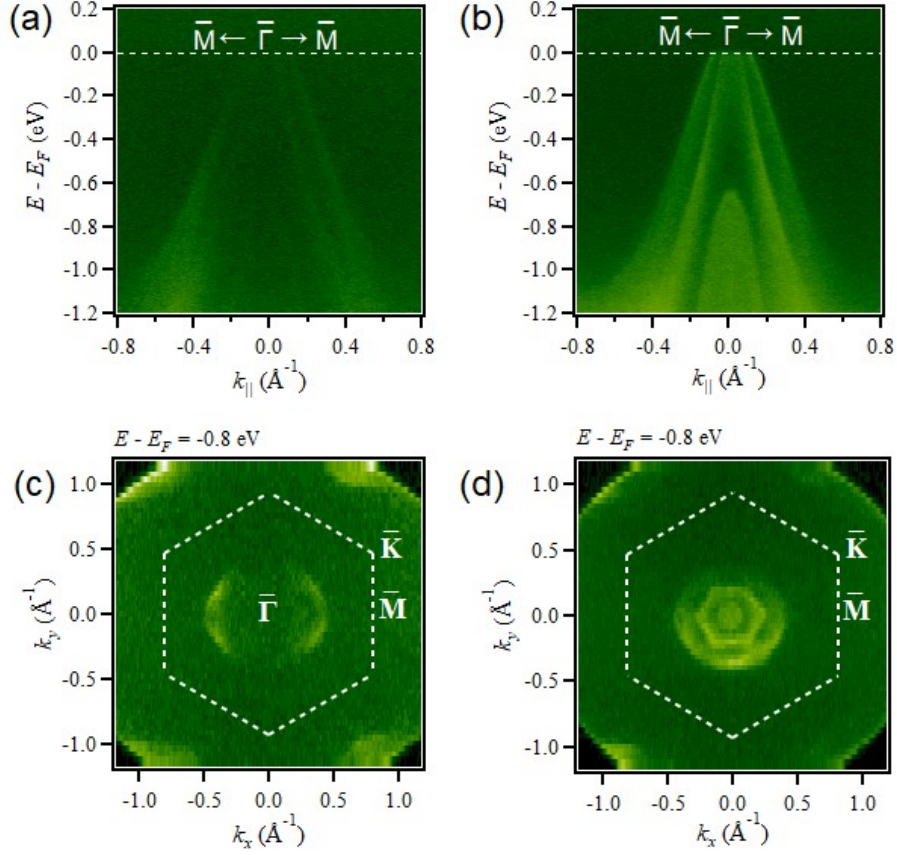 (a)
0.2
0.0
-0.2
-0.4
-0.6
-0.8
-1.0
-1.2
E - E_F (eV)
M̅ ← Γ̅ → M̅
-0.8
-0.4
0.0
0.4
0.8
k_|| (Å⁻¹)
(b)
0.2
0.0
-0.2
-0.4
-0.6
-0.8
-1.0
-1.2
E - E_F (eV)
M̅ ← Γ̅ → M̅
-0.8
-0.4
0.0
0.4
0.8
k_|| (Å⁻¹)
E - E_F = -0.8 eV
(c)
1.0
0.5
0.0
-0.5
-1.0
k_y (Å⁻¹)
K̅
Γ̅
M̅
-1.0
-0.5
0.0
0.5
1.0
k_x (Å⁻¹)
E - E_F = -0.8 eV
(d)
1.0
0.5
0.0
-0.5
-1.0
k_y (Å⁻¹)
K̅
M̅
-1.0
-0.5
0.0
0.5
1.0
k_x (Å⁻¹)